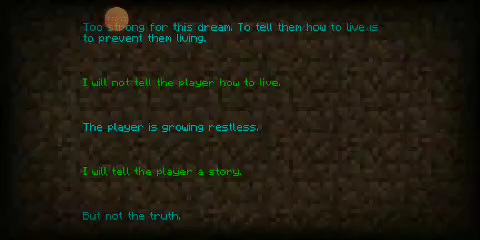 Too strong for this dream. To tell them how to live is
to prevent them living.
I will not tell the player how to live.
The player is growing restless.
I will tell the player a story.
But not the truth.